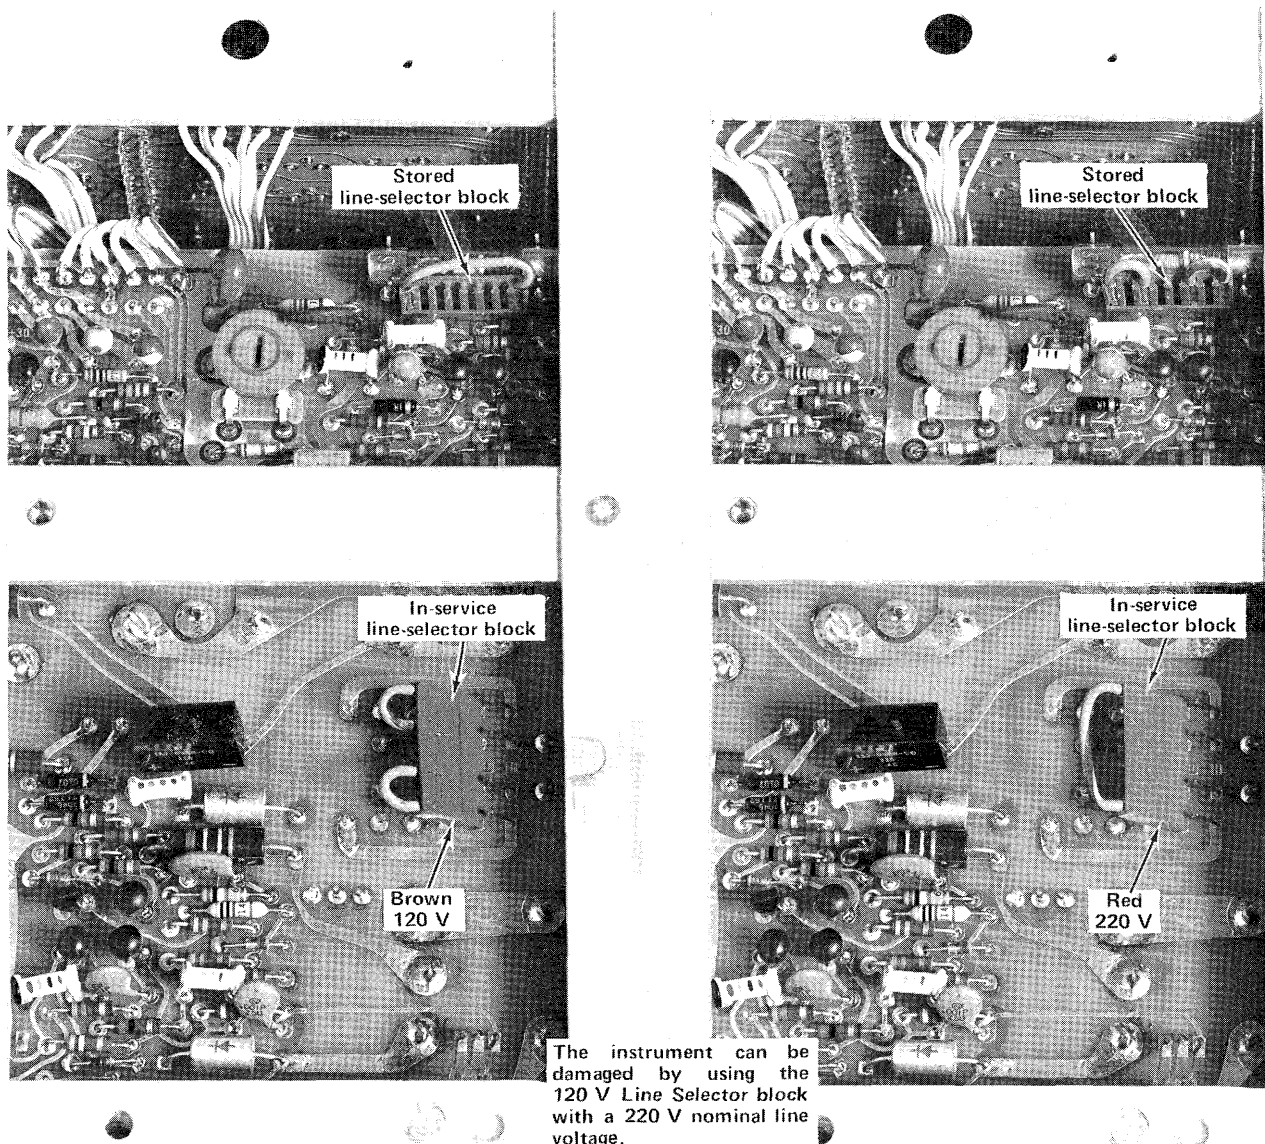 Stored
line-selector block
Stored
line-selector block
In-service
line-selector block
In-service
line-selector block
Brown
120 V
Red
220 V
The instrument can be
damaged by using the
120 V Line Selector block
with a 220 V nominal line
voltage.